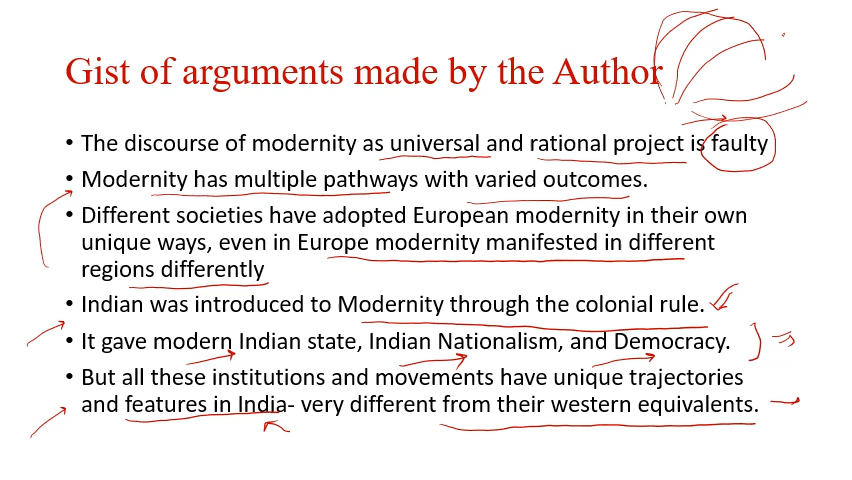 Gist of arguments made by the Author
• The discourse of modernity as universal and rational project is faulty
• Modernity has multiple pathways with varied outcomes.
• Different societies have adopted European modernity in their own
unique ways, even in Europe modernity manifested in different
regions differently
• Indian was introduced to Modernity through the colonial rule.
• It gave modern Indian state, Indian Nationalism, and Democracy.
• But all these institutions and movements have unique trajectories
and features in India- very different from their western equivalents.